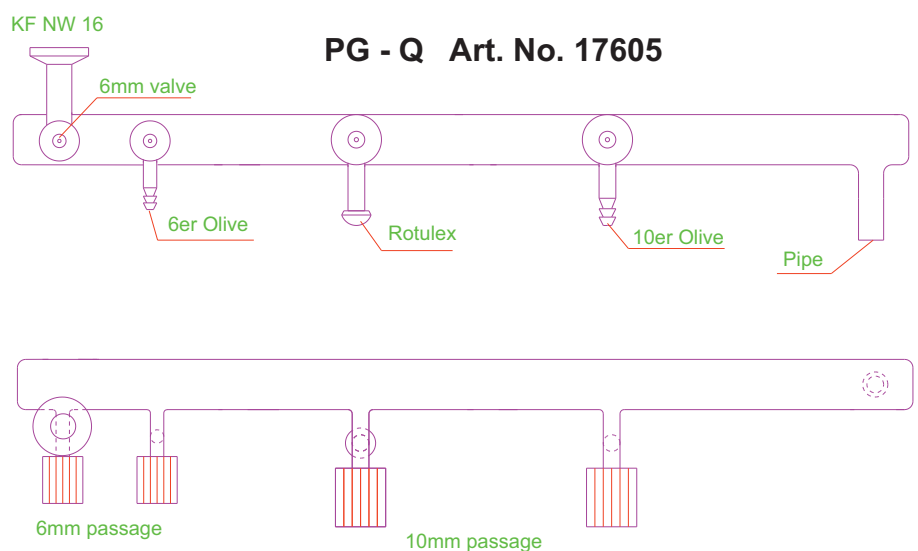 KF NW 16
PG - Q Art. No. 17605
6mm valve
6er Olive
Rotulex
10er Olive
Pipe
6mm passage
10mm passage